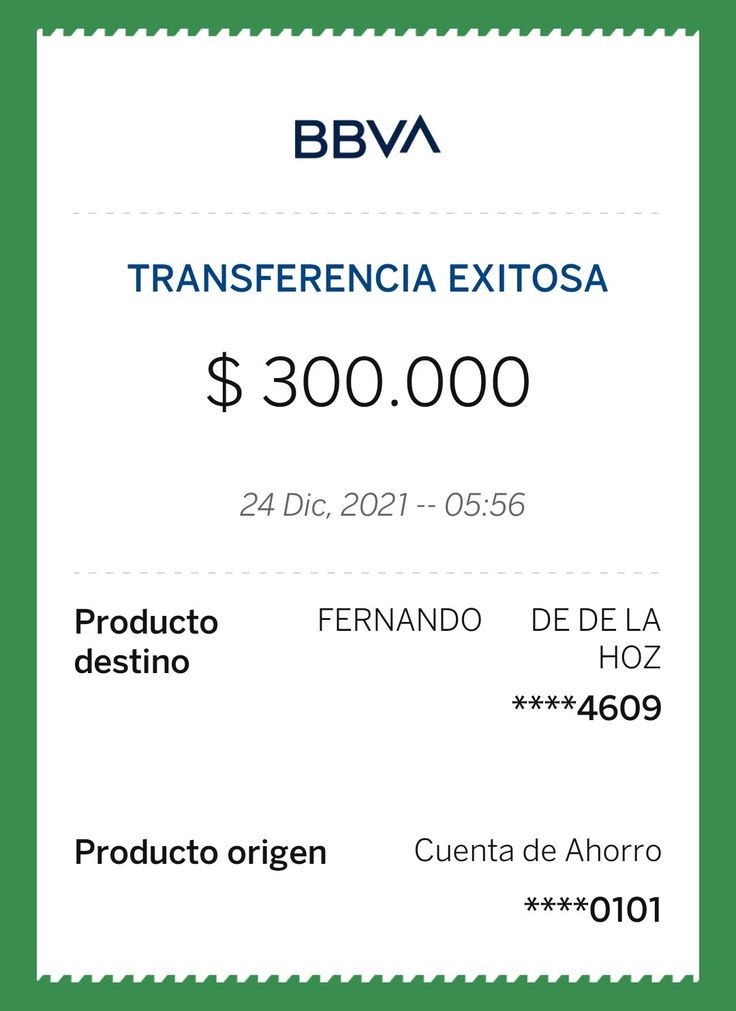 BBVA
TRANSFERENCIA EXITOSA
$ 300.000
24 Dic, 2021 -- 05:56
Producto destino
FERNANDO DE DE LA HOZ
****4609
Producto origen
Cuenta de Ahorro
****0101